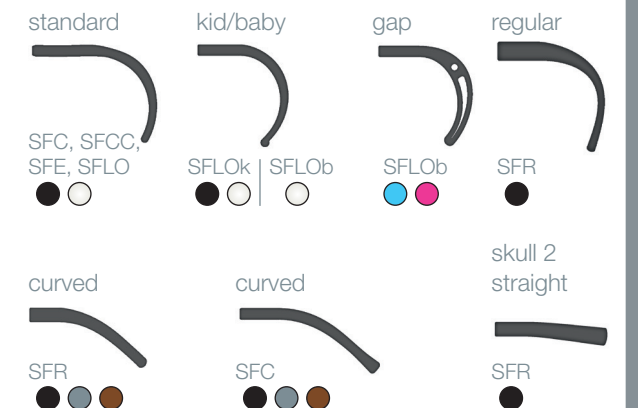 standard
kid/baby
gap
regular
SFC, SFCC,
SFE, SFLO
SFLOk | SFLOb
SFLOb
SFR
curved
curved
skull 2
straight
SFR
SFC
SFR